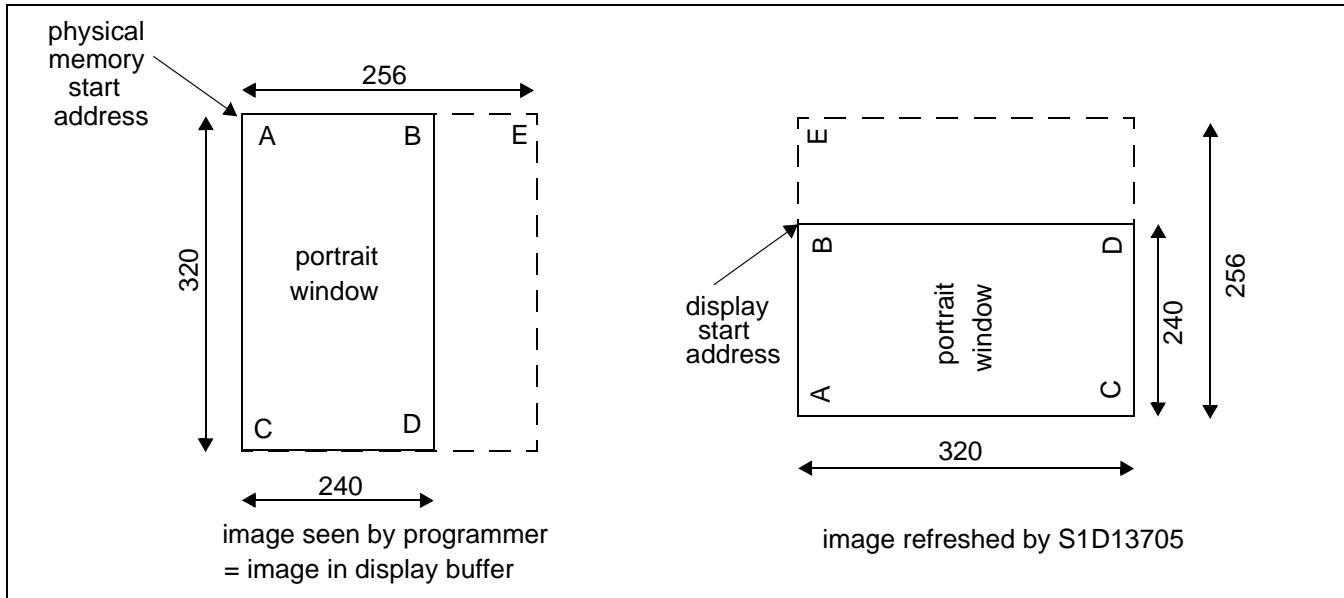 physical
memory
start
address
256
A
B
E
320
portrait
window
C
D
240
image seen by programmer
= image in display buffer
E
B
D
display
start
address
portrait
window
A
C
240
256
320
image refreshed by S1D13705